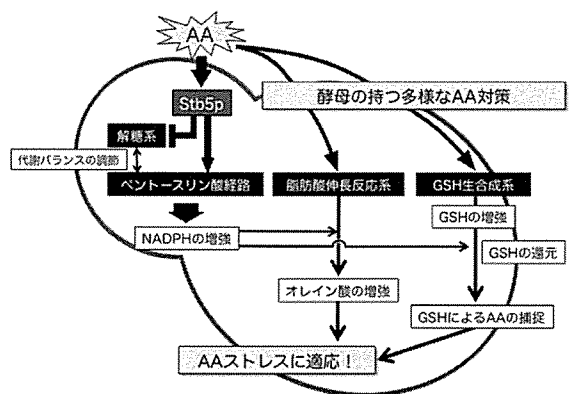 AA
酵母の持つ多様なAA対策
Stb5p
解糖系
代謝バランスの調節
ペントースリン酸経路
脂肪酸伸長反応系
GSH生合成系
GSHの増強
NADPHの増強
GSHの還元
オレイン酸の増強
GSHによるAAの捕捉
AAストレスに適応！